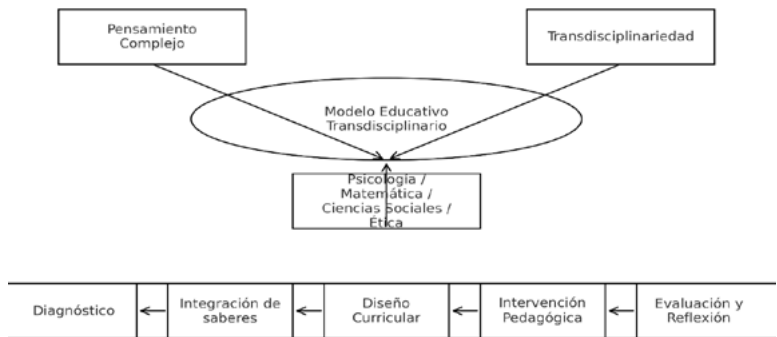 Pensamiento
Complejo
Transdisciplinariedad
Modelo Educativo
Transdisciplinario
Psicología /
Matemática /
Ciencias Sociales /
Ética
Diagnóstico
Integración de
saberes
Diseño
Curricular
Intervención
Pedagógica
Evaluación y
Reflexión